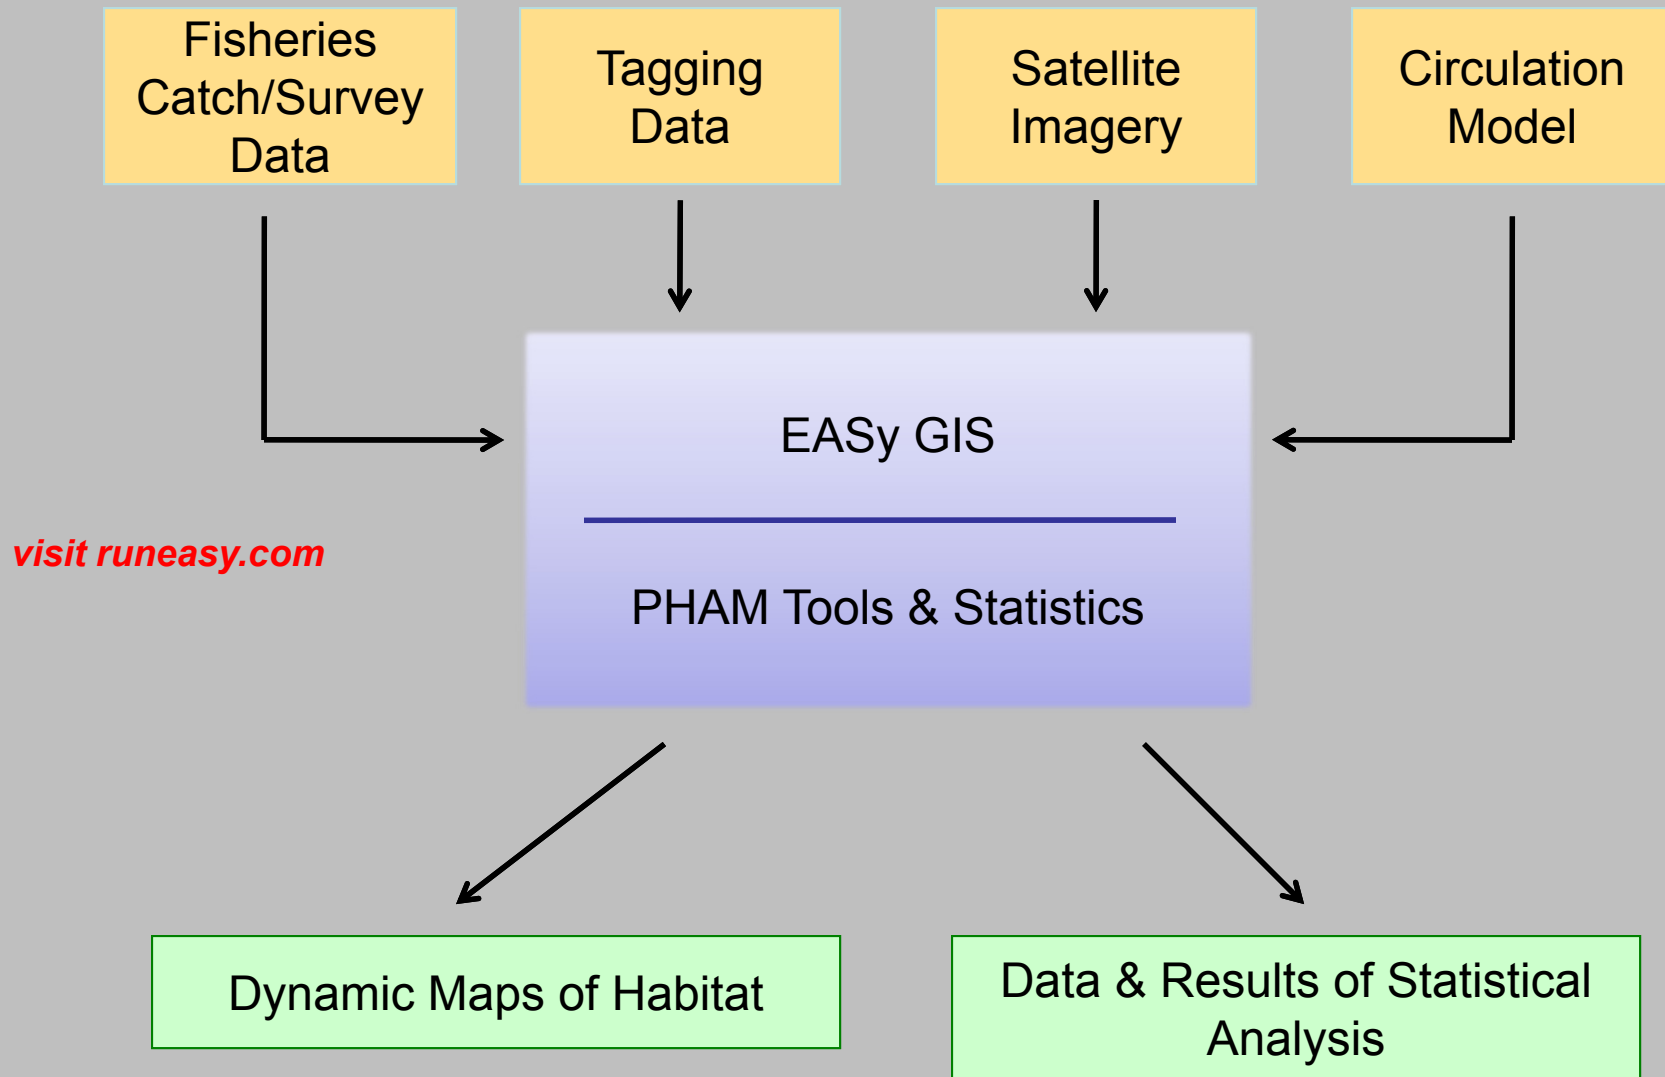 Fisheries
Catch/Survey
Data
Tagging
Data
Satellite
Imagery
Circulation
Model
EASy GIS
visit runeasy.com
PHAM Tools & Statistics
Dynamic Maps of Habitat
Data & Results of Statistical
Analysis